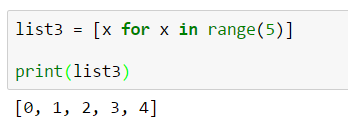 list3 = [x for x in range(5)]
print(list3)
[0, 1, 2, 3, 4]